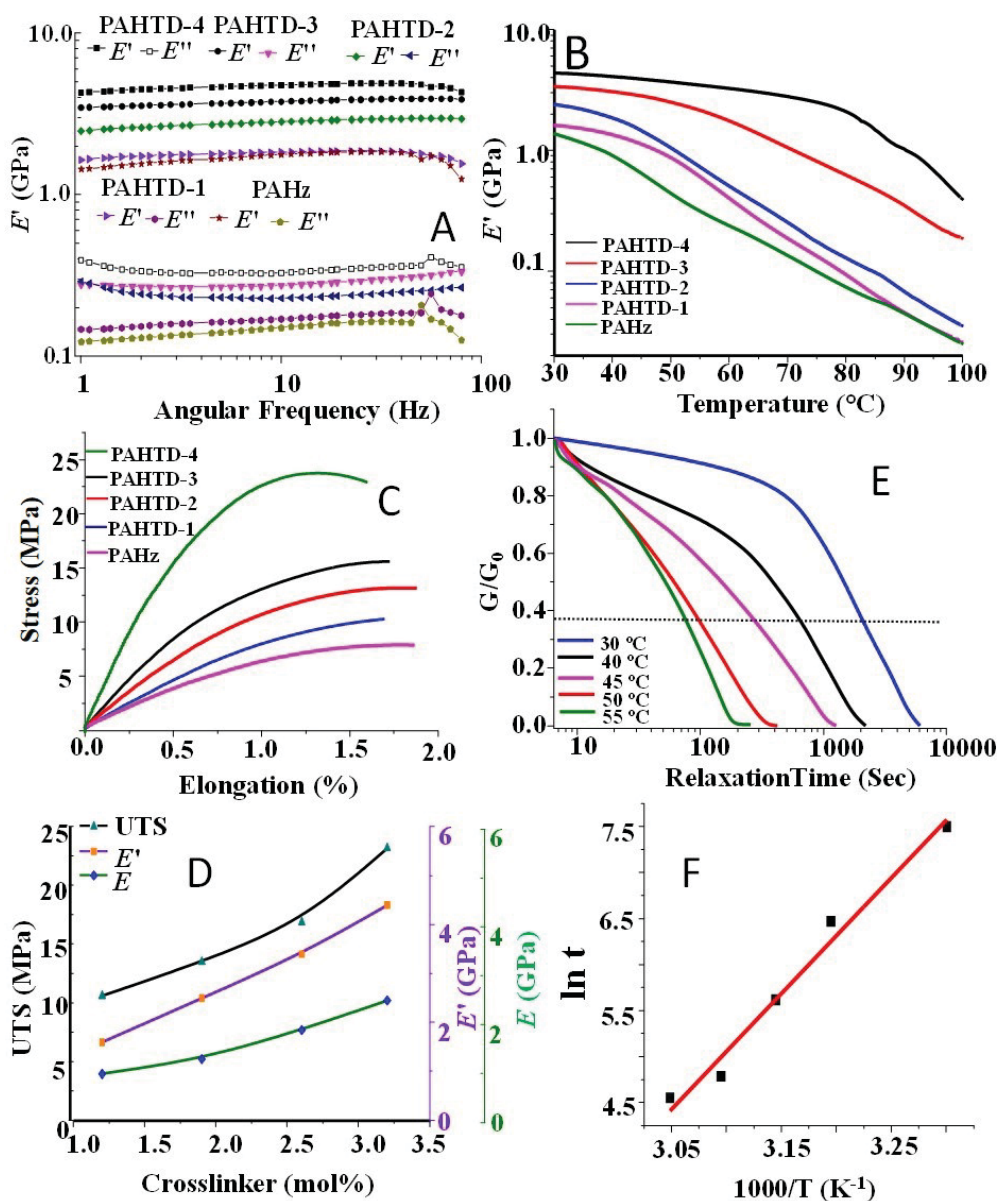 PAHTD-4 PAHTD-3 PAHTD-2
E' E'' E' E'' E' E''
10.0
1.0
0.1
E' (GPa)
PAHTD-1 PAHz
E' E'' E' E''
A
1 10 100
Angular Frequency (Hz)
B
10.0
1.0
0.1
E' (GPa)
PAHTD-4
PAHTD-3
PAHTD-2
PAHTD-1
PAHz
30 40 50 60 70 80 90 100
Temperature (°C)
C
25
20
15
10
5
Stress (MPa)
PAHTD-4
PAHTD-3
PAHTD-2
PAHTD-1
PAHz
0.0 0.5 1.0 1.5 2.0
Elongation (%)
E
1.0
0.8
0.6
0.4
0.2
0.0
G/G0
30 ºC
40 ºC
45 ºC
50 ºC
55 ºC
10 100 1000 10000
RelaxationTime (Sec)
D
UTS
E'
E
25
20
15
10
5
0
UTS (MPa)
6
4
2
0
E' (GPa)
6
4
2
0
E (GPa)
1.0 1.5 2.0 2.5 3.0 3.5
Crosslinker (mol%)
F
7.5
6.5
5.5
4.5
ln t
3.05 3.15 3.25
1000/T (K-1)